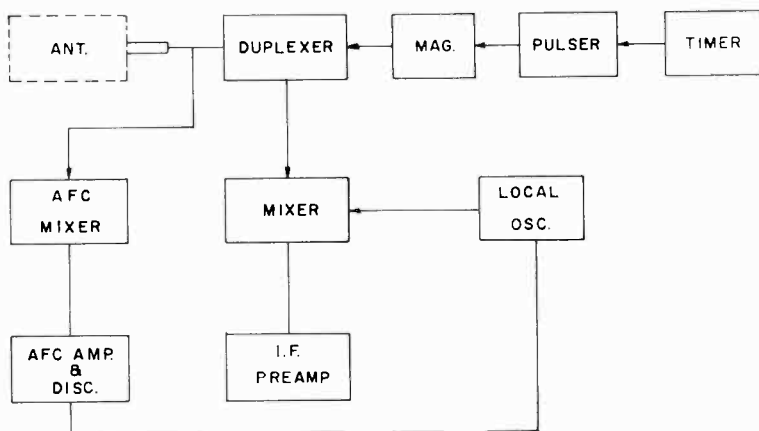 ANT.
DUPLEXER
MAG.
PULSER
TIMER
AFC
MIXER
MIXER
LOCAL
OSC.
AFC AMP.
&
DISC.
I.F.
PREAMP